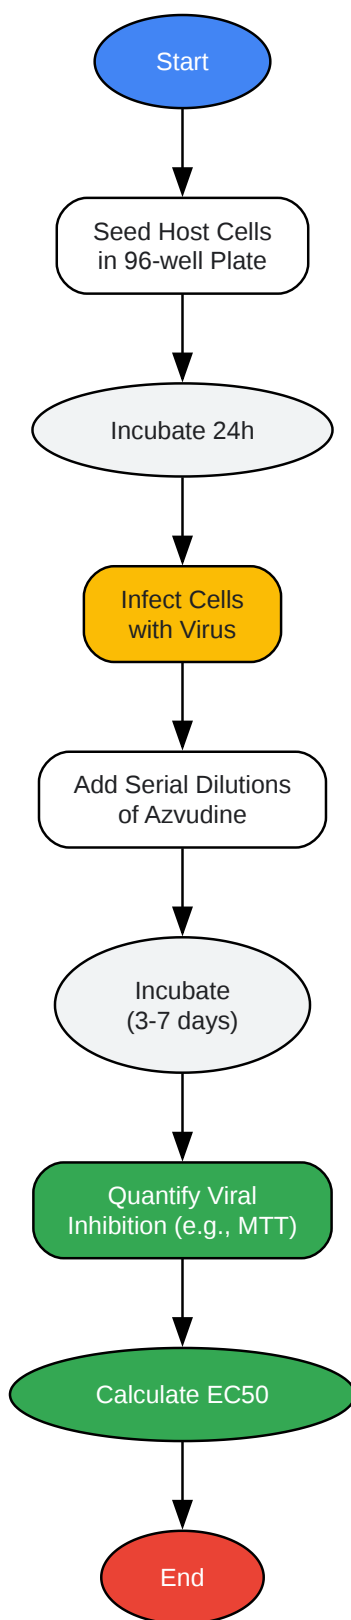 Start
Seed Host Cells
in 96-well Plate
Incubate 24h
Infect Cells
with Virus
Add Serial Dilutions
of Azvudine
Incubate
(3-7 days)
Quantify Viral
Inhibition (e.g., MTT)
Calculate EC50
End